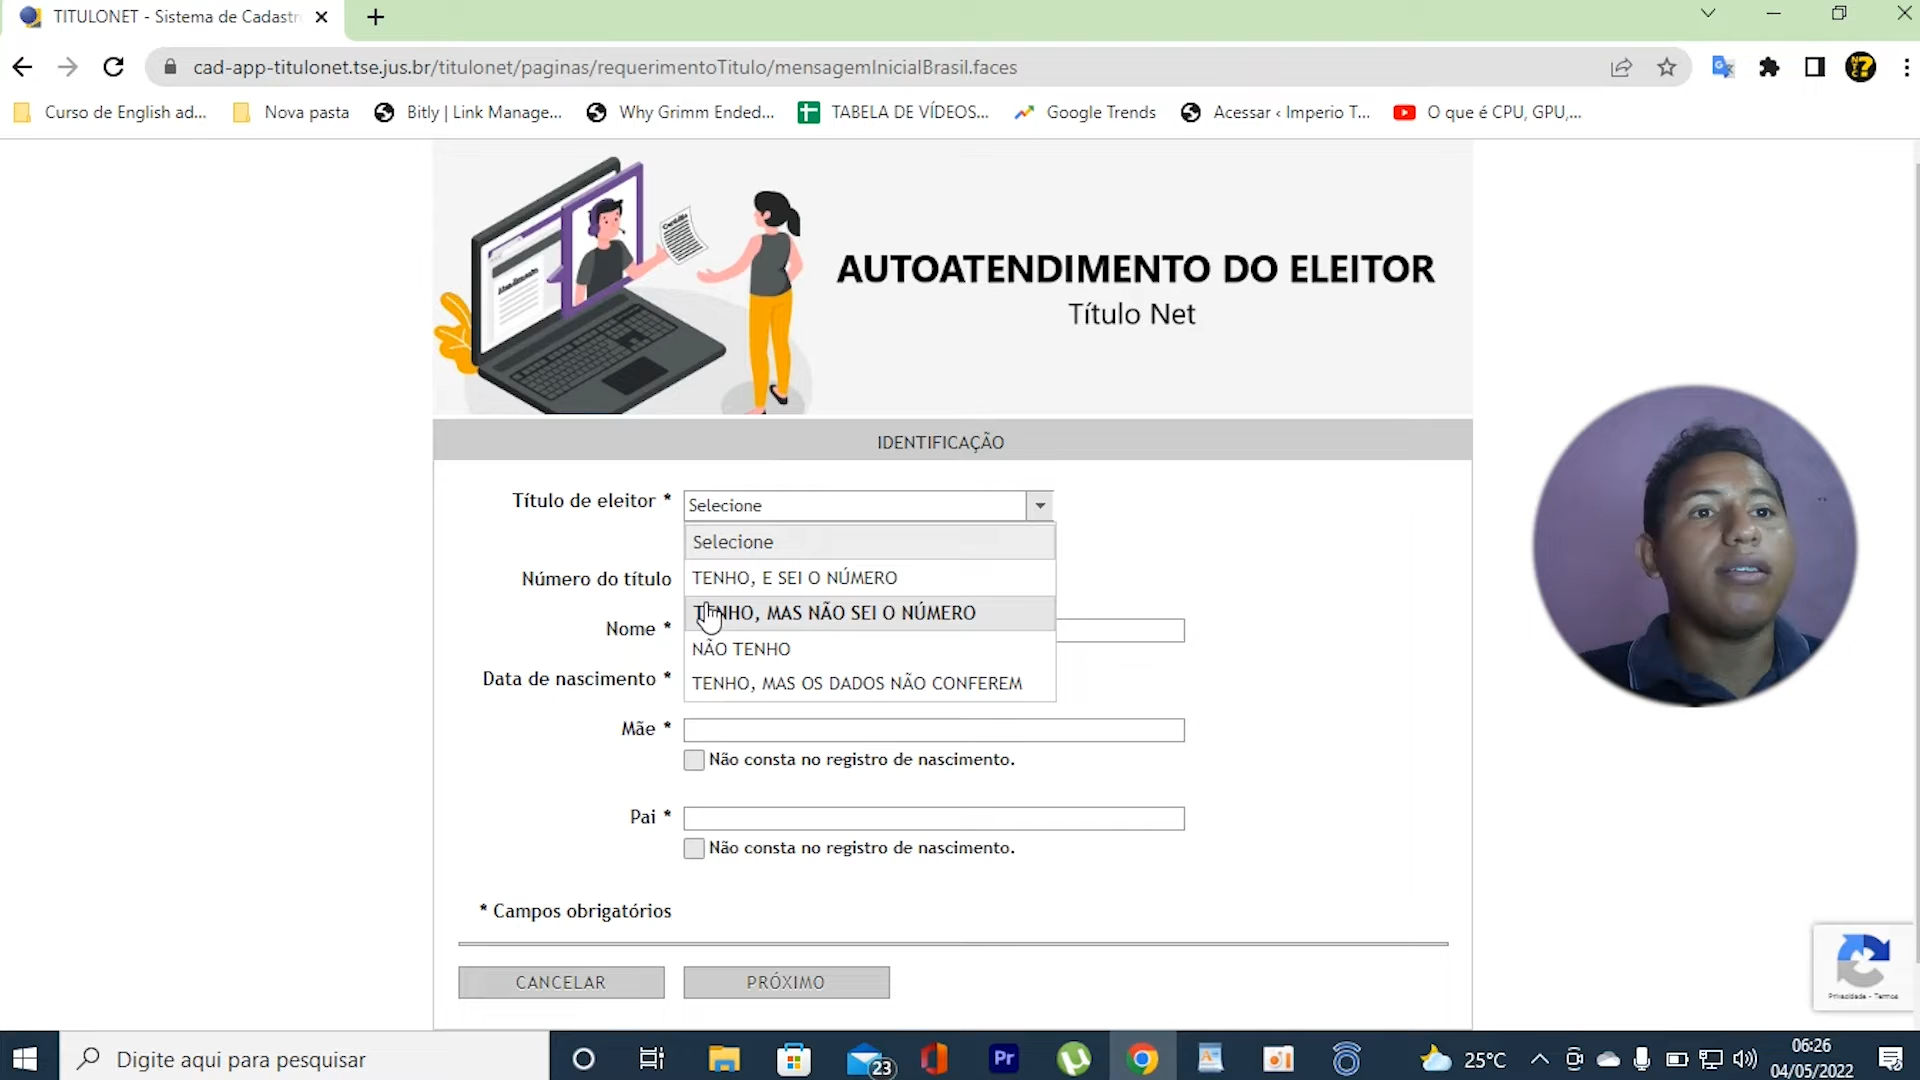 TITULONET - Sistema de Cadastr
cad-app-titulonet.tse.jus.br/titulonet/paginas/requerimentoTitulo/mensagemInicialBrasil.faces
Curso de English ad...
Nova pasta
Bitly | Link Manage...
Why Grimm Ended...
TABELA DE VÍDEOS...
Google Trends
Acessar ‹ Imperio T...
O que é CPU, GPU,...
AUTOATENDIMENTO DO ELEITOR
Título Net
IDENTIFICAÇÃO
Título de eleitor * Selecione
Selecione
TENHO, E SEI O NÚMERO
TENHO, MAS NÃO SEI O NÚMERO
NÃO TENHO
TENHO, MAS OS DADOS NÃO CONFEREM
Número do título
Nome *
Data de nascimento *
Mãe *
Não consta no registro de nascimento.
Pai *
Não consta no registro de nascimento.
* Campos obrigatórios
CANCELAR
PRÓXIMO
Privacidade - Termos
Digite aqui para pesquisar
23
Pr
25°C
06:26
04/05/2022